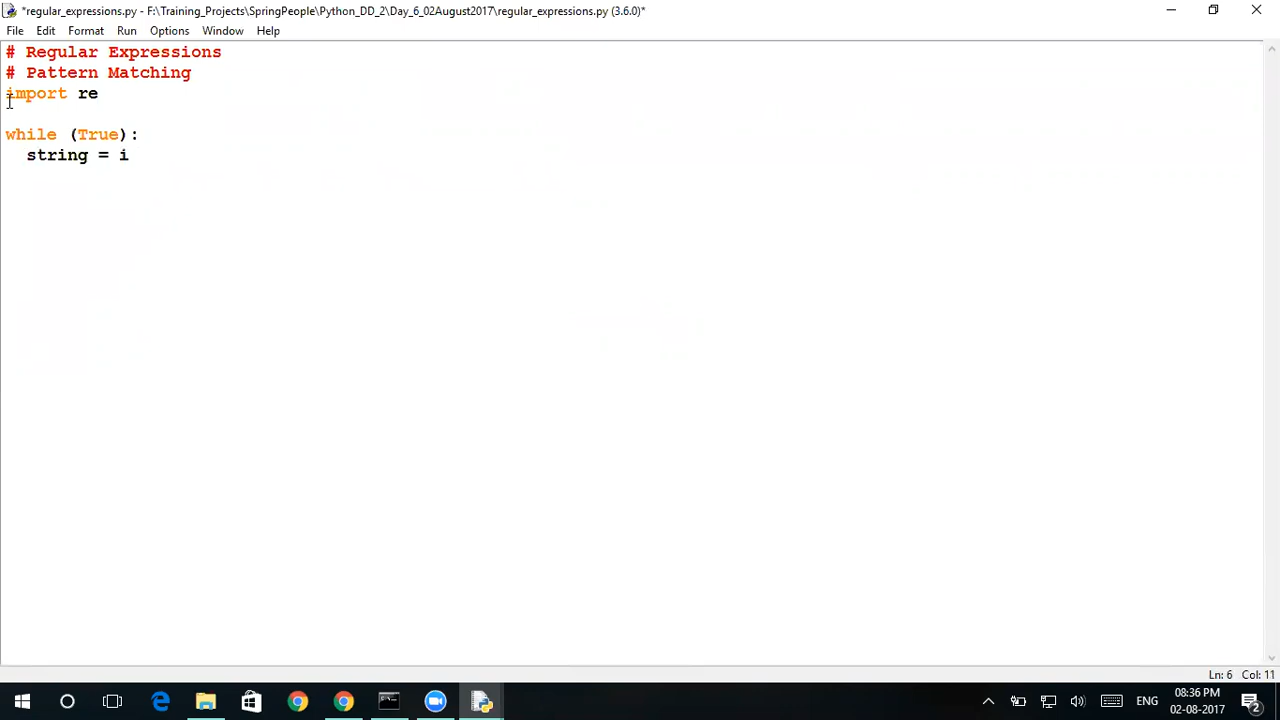 *regular_expressions.py - F:\Training_Projects\SpringPeople\Python_DD_2\Day_6_02August2017\regular_expressions.py (3.6.0)*
File Edit Format Run Options Window Help
# Regular Expressions
# Pattern Matching
import re
while (True):
  string = i
Ln: 6 Col: 11
ENG
08:36 PM
02-08-2017
2